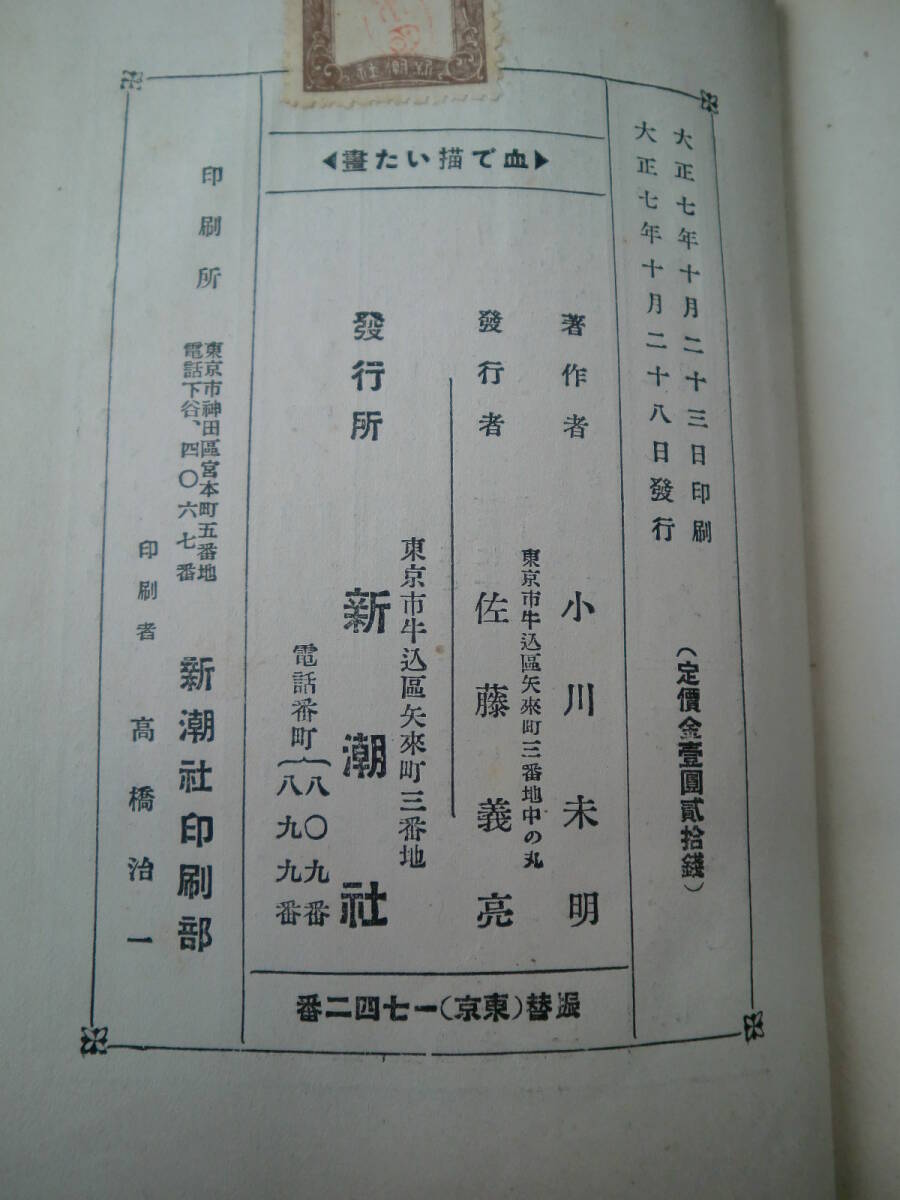 大正七年十月二十三日印刷
大正七年十月二十八日發行
(定價金壹圓貳拾錢)
血で描いた畫
著作者 小川未明
東京市牛込區矢來町三番地中の丸
發行者 佐藤義亮
東京市牛込區矢來町三番地
發行所 新潮社
電話番町{八〇九番
八九九番
振替(東京)一七四二番
印刷所 東京市神田區宮本町五番地
電話下谷、四〇六七番
新潮社印刷部
印刷者 高橋治一
新潮社